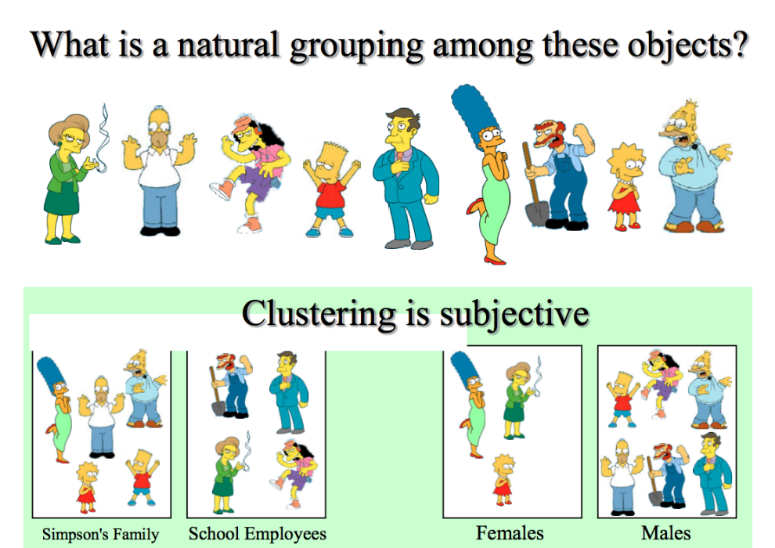 What is a natural grouping among these objects?
Clustering is subjective
Simpson's Family
School Employees
Females
Males